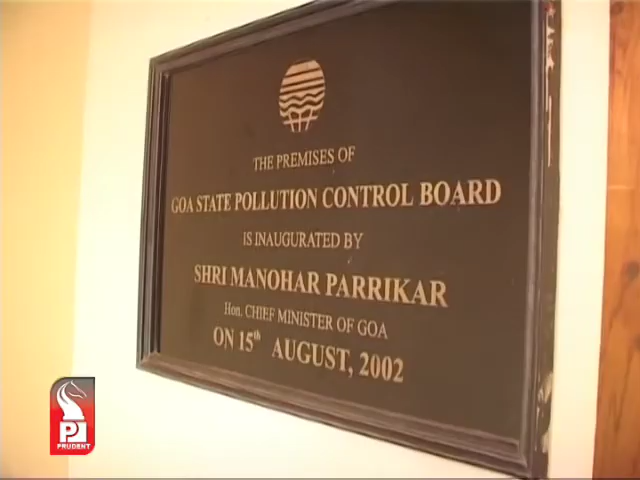 THE PREMISES OF
GOA STATE POLLUTION CONTROL BOARD
IS INAUGURATED BY
SHRI MANOHAR PARRIKAR
Hon. CHIEF MINISTER OF GOA
ON 15th AUGUST, 2002
P
PRUDENT